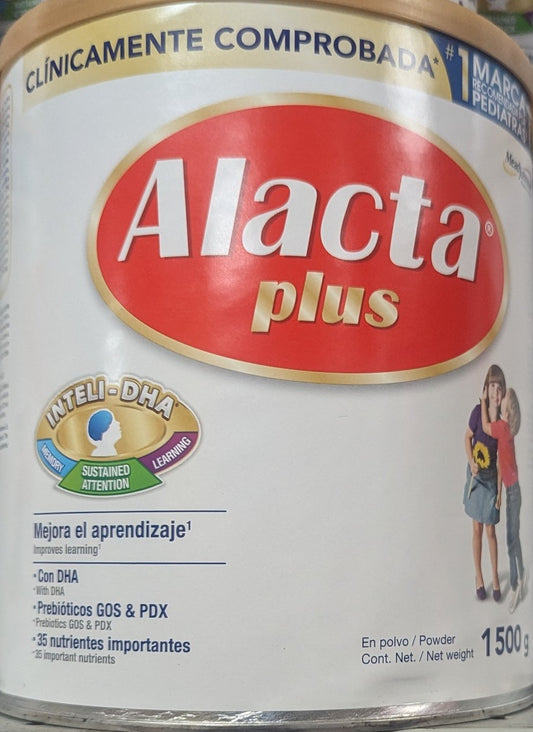 CLÍNICAMENTE COMPROBADA*
#1 MARCA
RECOMENDADA
PEDIATRAS
Alacta®
plus
INTELI-DHA
MEMORY
SUSTAINED
ATTENTION
LEARNING
Mejora el aprendizaje¹
Improves learning¹
• Con DHA
• With DHA
• Prebióticos GOS & PDX
• Prebiotics GOS & PDX
• 35 nutrientes importantes
• 35 important nutrients
En polvo / Powder
Cont. Net. / Net weight
1500 g